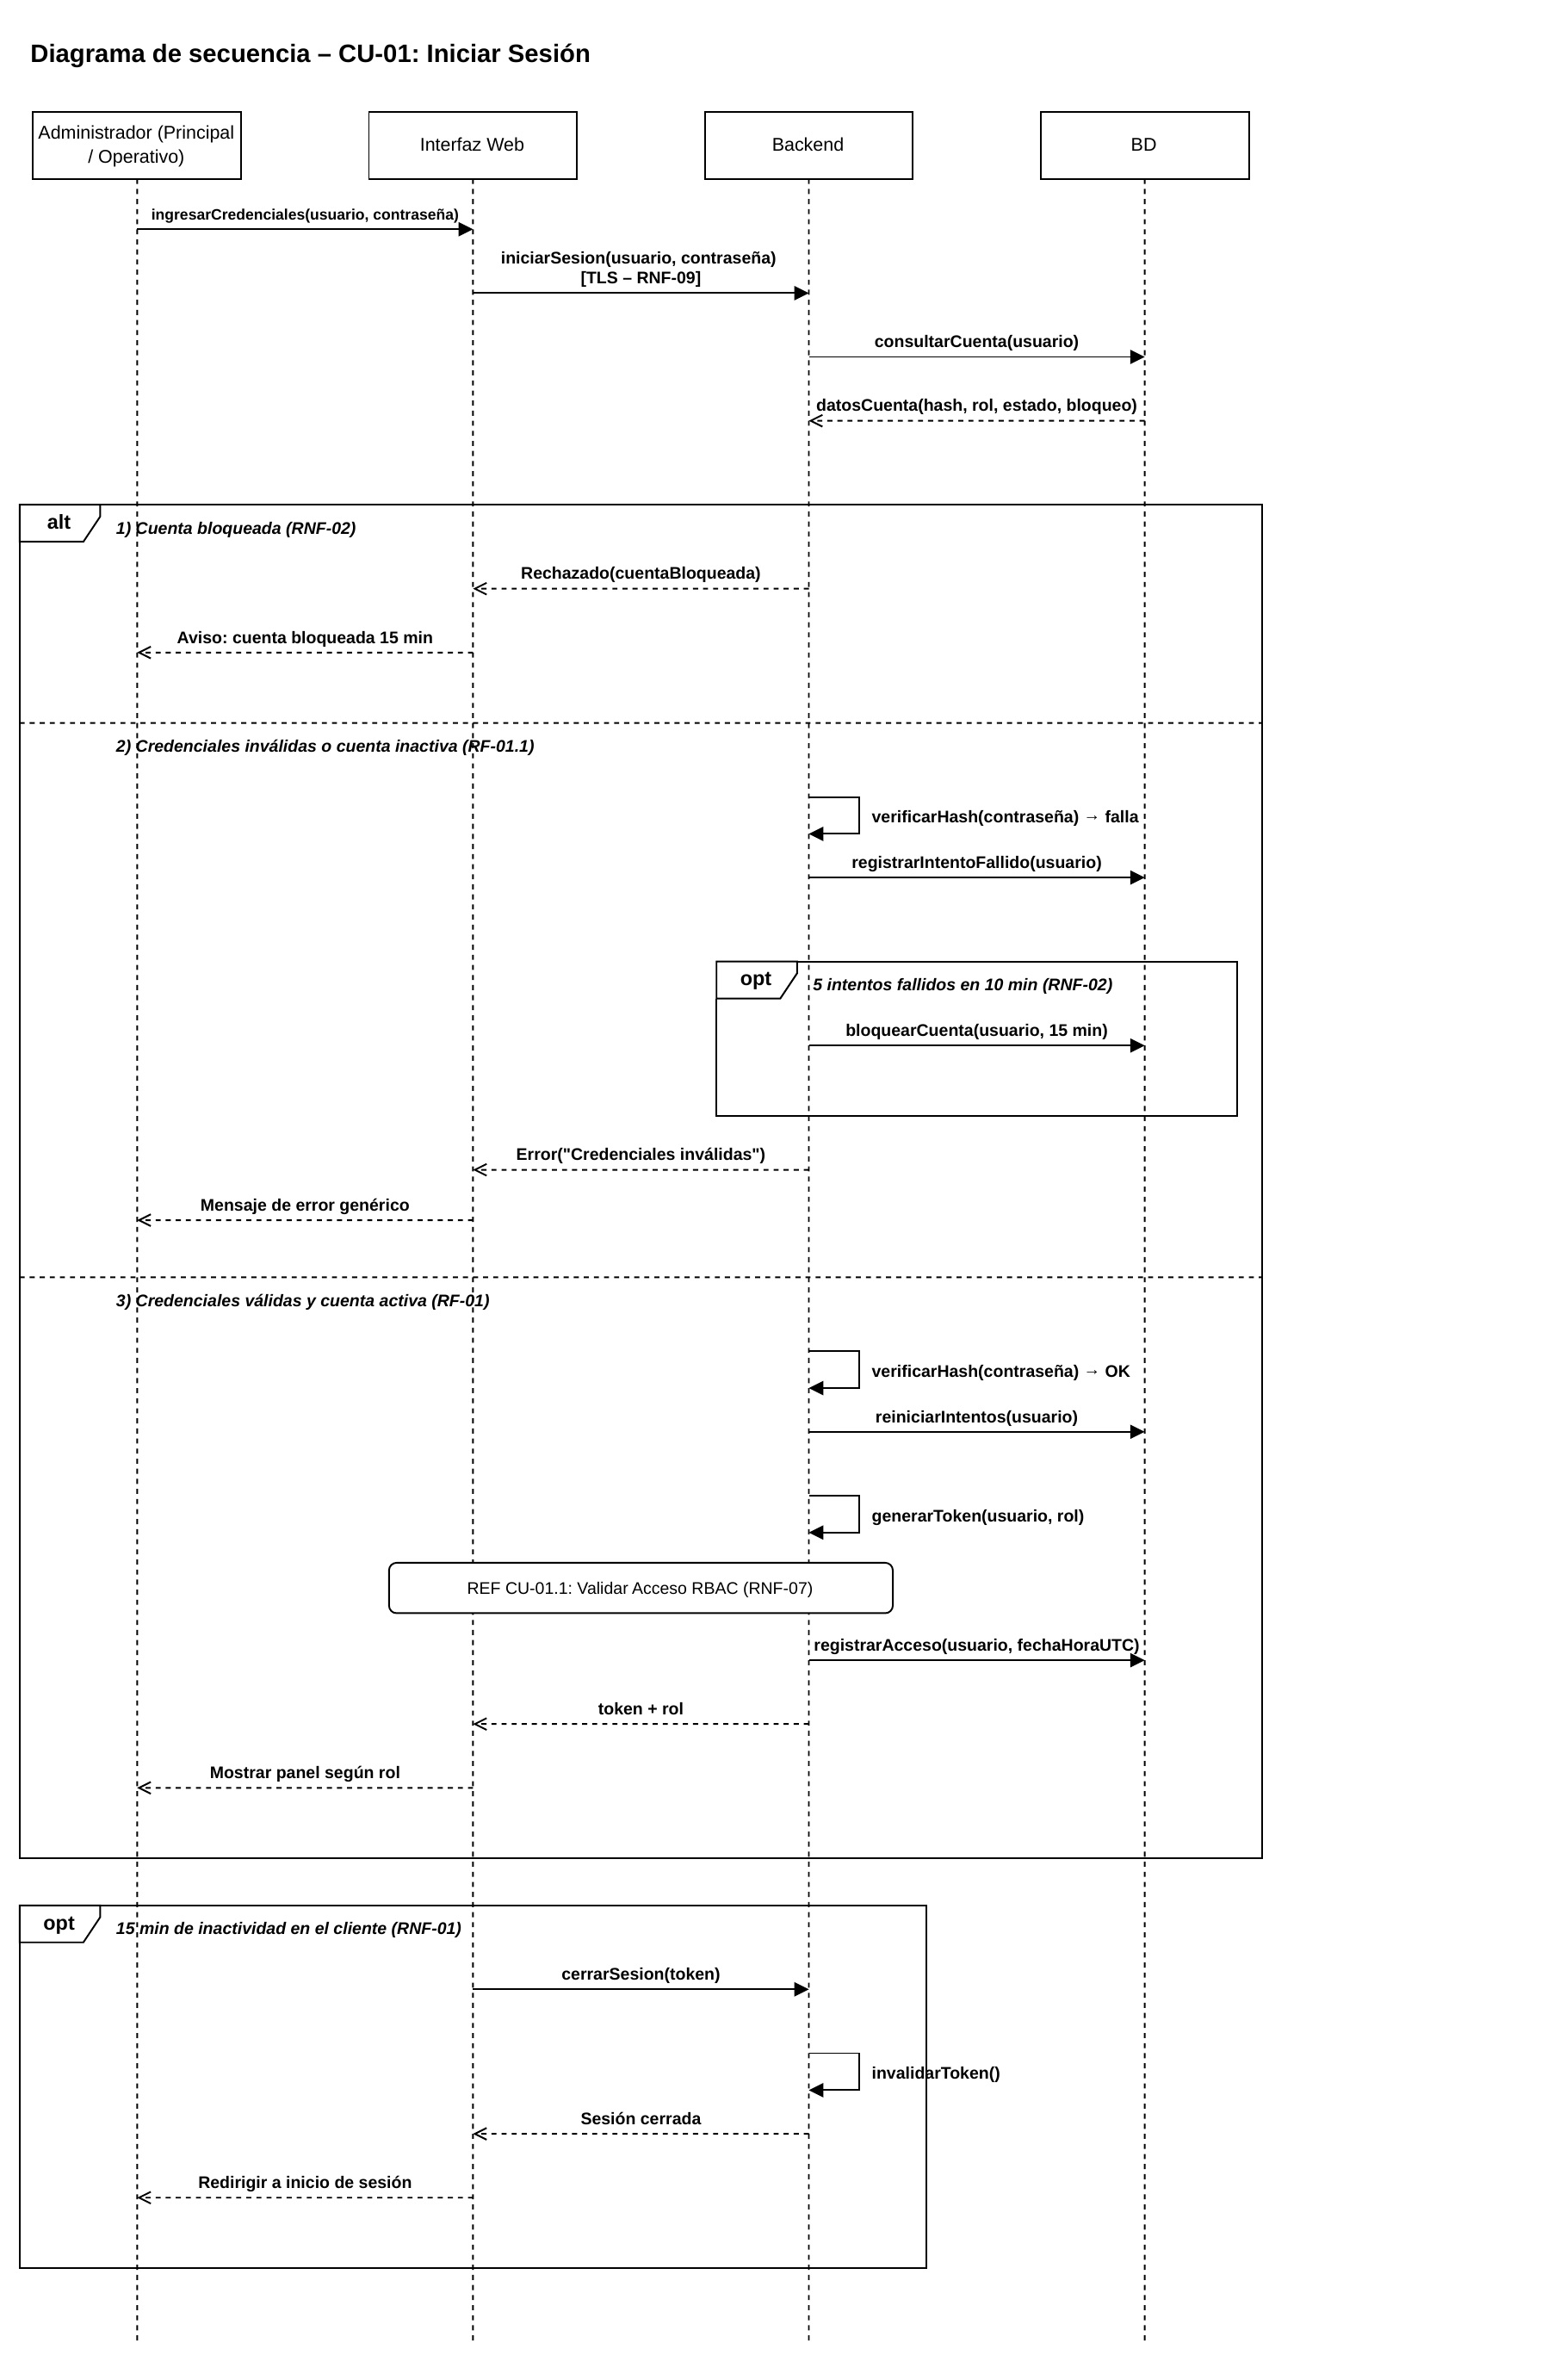 Diagrama de secuencia – CU-01: Iniciar Sesión
Administrador (Principal
/ Operativo)
Interfaz Web
Backend
BD
ingresarCredenciales(usuario, contraseña)
iniciarSesion(usuario, contraseña)
[TLS – RNF-09]
consultarCuenta(usuario)
datosCuenta(hash, rol, estado, bloqueo)
alt
1) Cuenta bloqueada (RNF-02)
Rechazado(cuentaBloqueada)
Aviso: cuenta bloqueada 15 min
2) Credenciales inválidas o cuenta inactiva (RF-01.1)
verificarHash(contraseña) → falla
registrarIntentoFallido(usuario)
opt
5 intentos fallidos en 10 min (RNF-02)
bloquearCuenta(usuario, 15 min)
Error("Credenciales inválidas")
Mensaje de error genérico
3) Credenciales válidas y cuenta activa (RF-01)
verificarHash(contraseña) → OK
reiniciarIntentos(usuario)
generarToken(usuario, rol)
REF CU-01.1: Validar Acceso RBAC (RNF-07)
registrarAcceso(usuario, fechaHoraUTC)
token + rol
Mostrar panel según rol
opt
15 min de inactividad en el cliente (RNF-01)
cerrarSesion(token)
invalidarToken()
Sesión cerrada
Redirigir a inicio de sesión